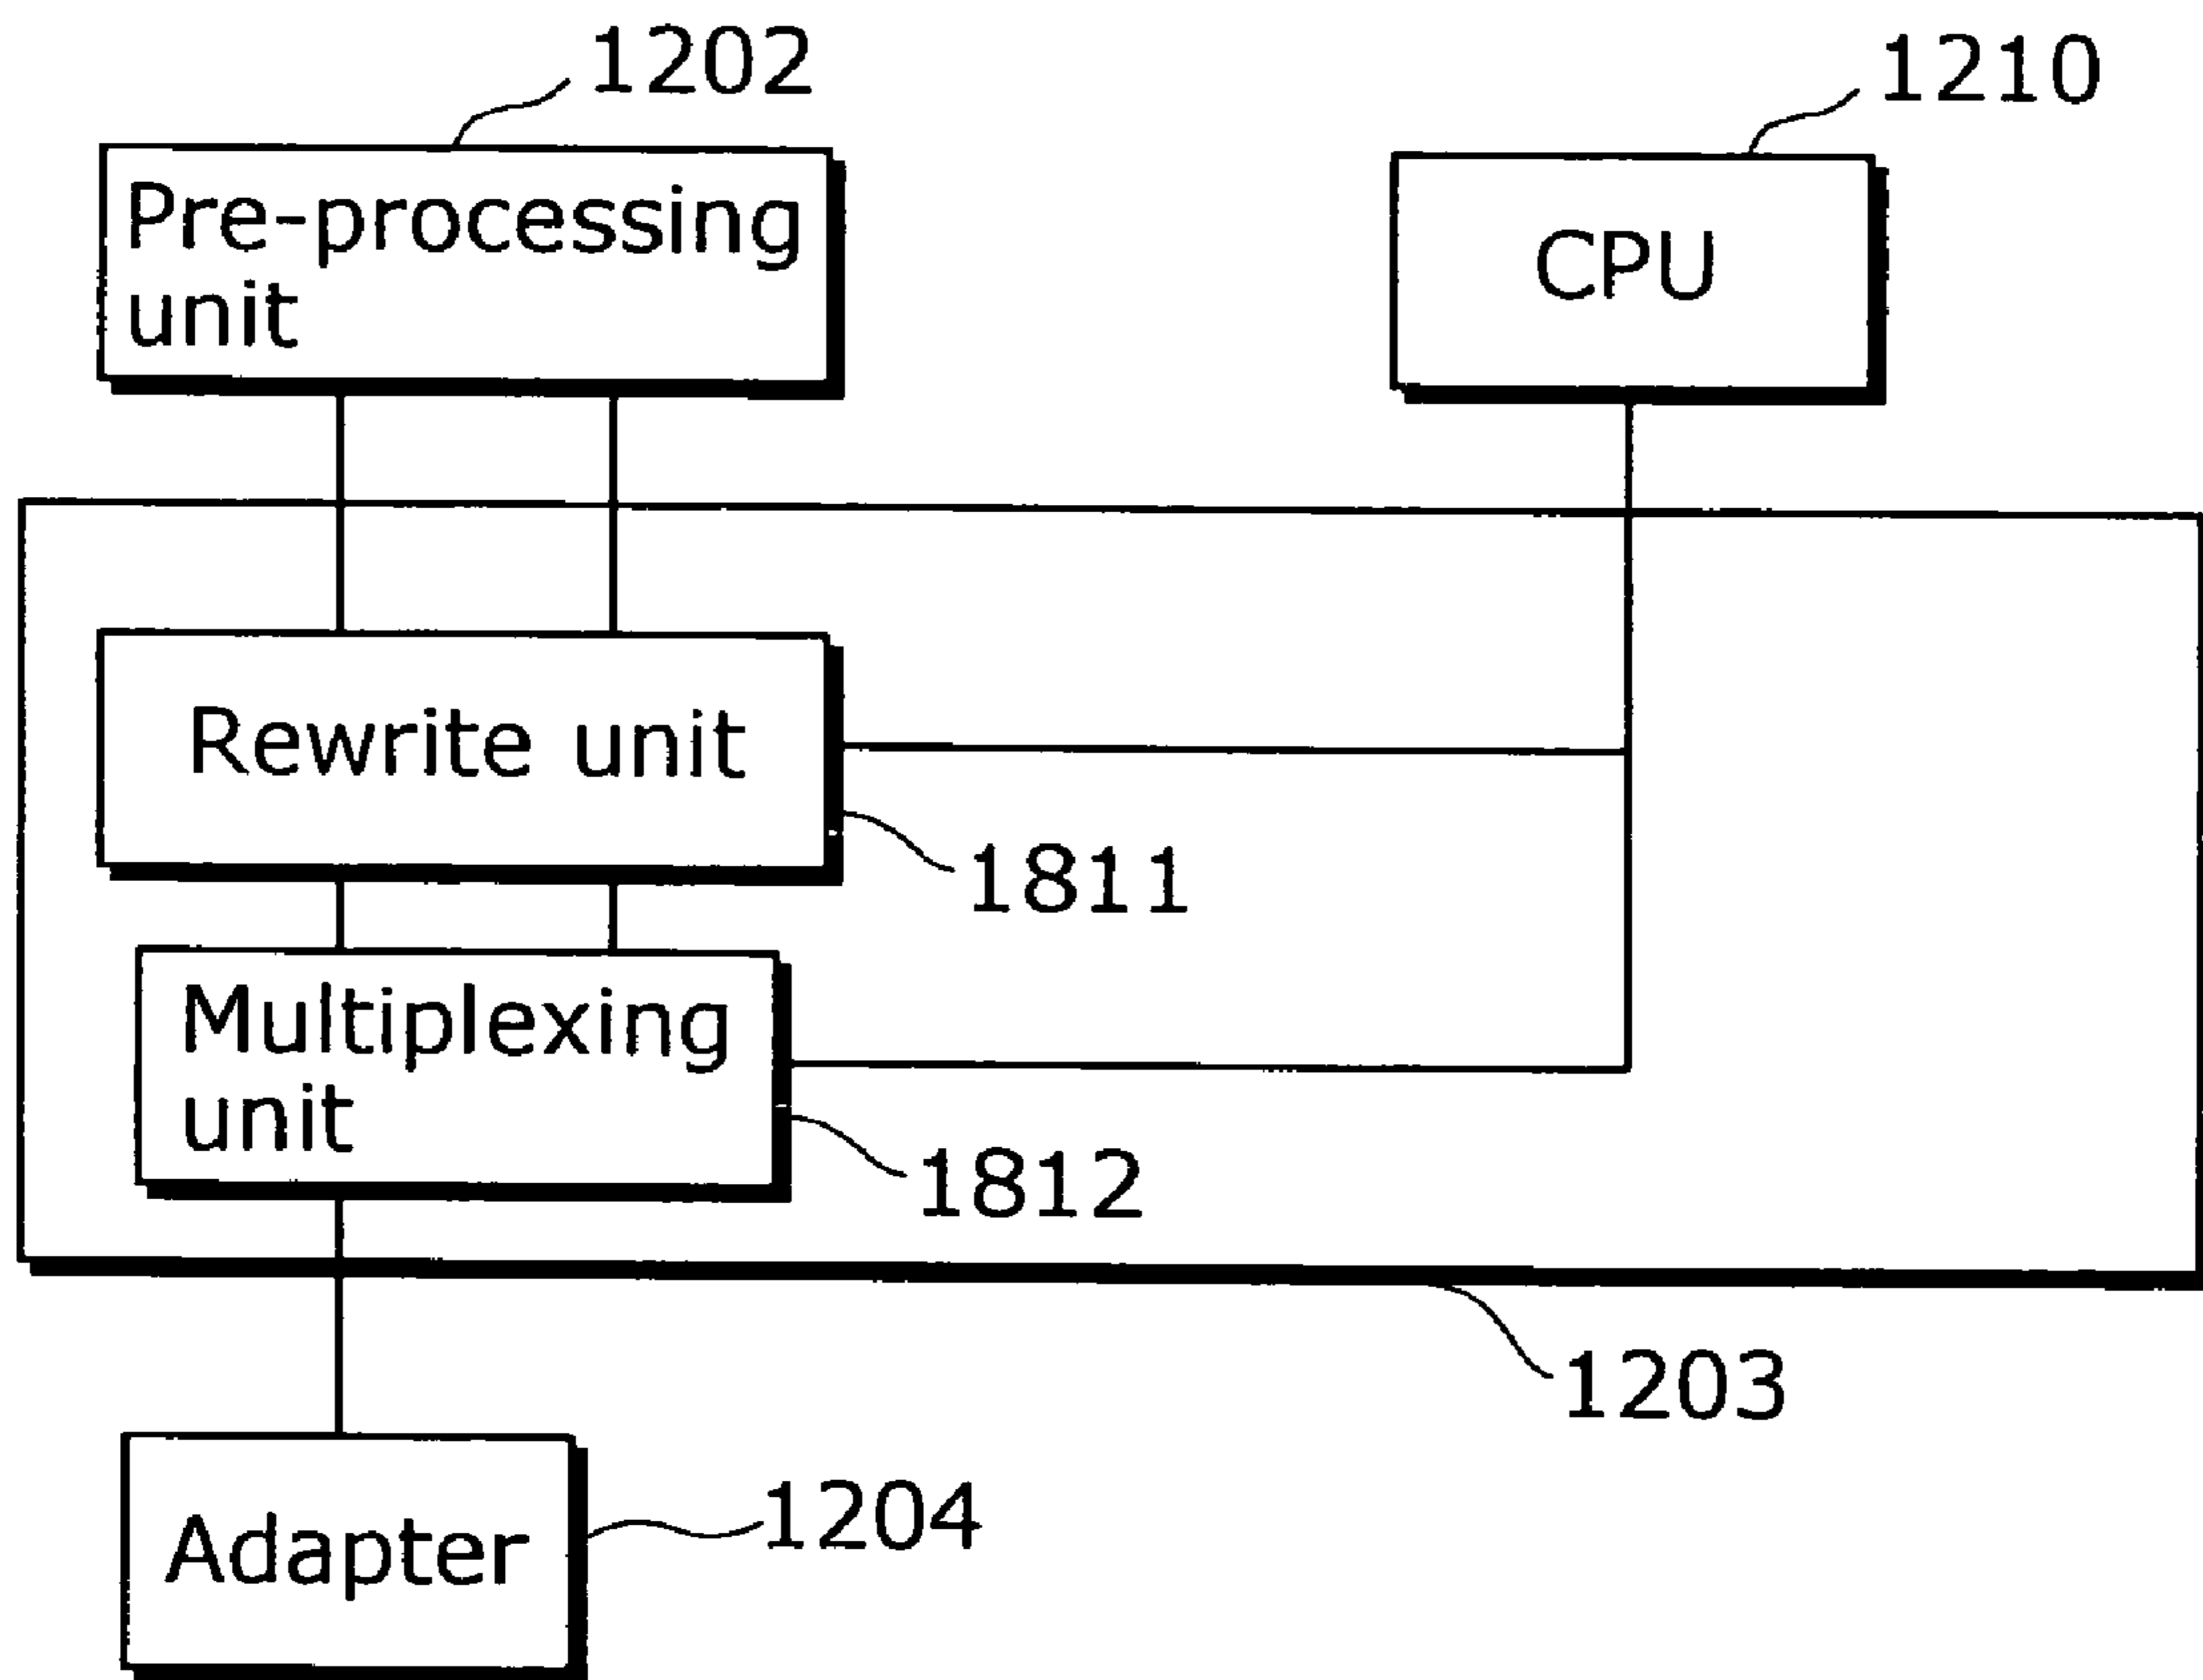 1202
1210
Pre-processing
unit
CPU
Rewrite unit
1811
Multiplexing
unit
1812
1203
1204
Adapter